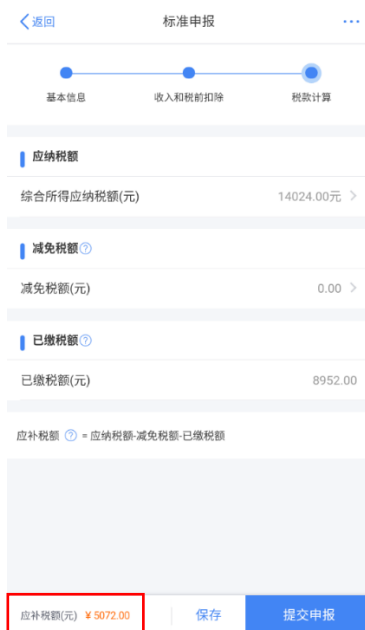 返回 标准申报 ...
基本信息 收入和税前扣除 税款计算
应纳税额
综合所得应纳税额(元) 14024.00元
减免税额?
减免税额(元) 0.00
已缴税额?
已缴税额(元) 8952.00
应补税额 ? = 应纳税额-减免税额-已缴税额
应补税额(元) ¥ 5072.00 保存 提交申报